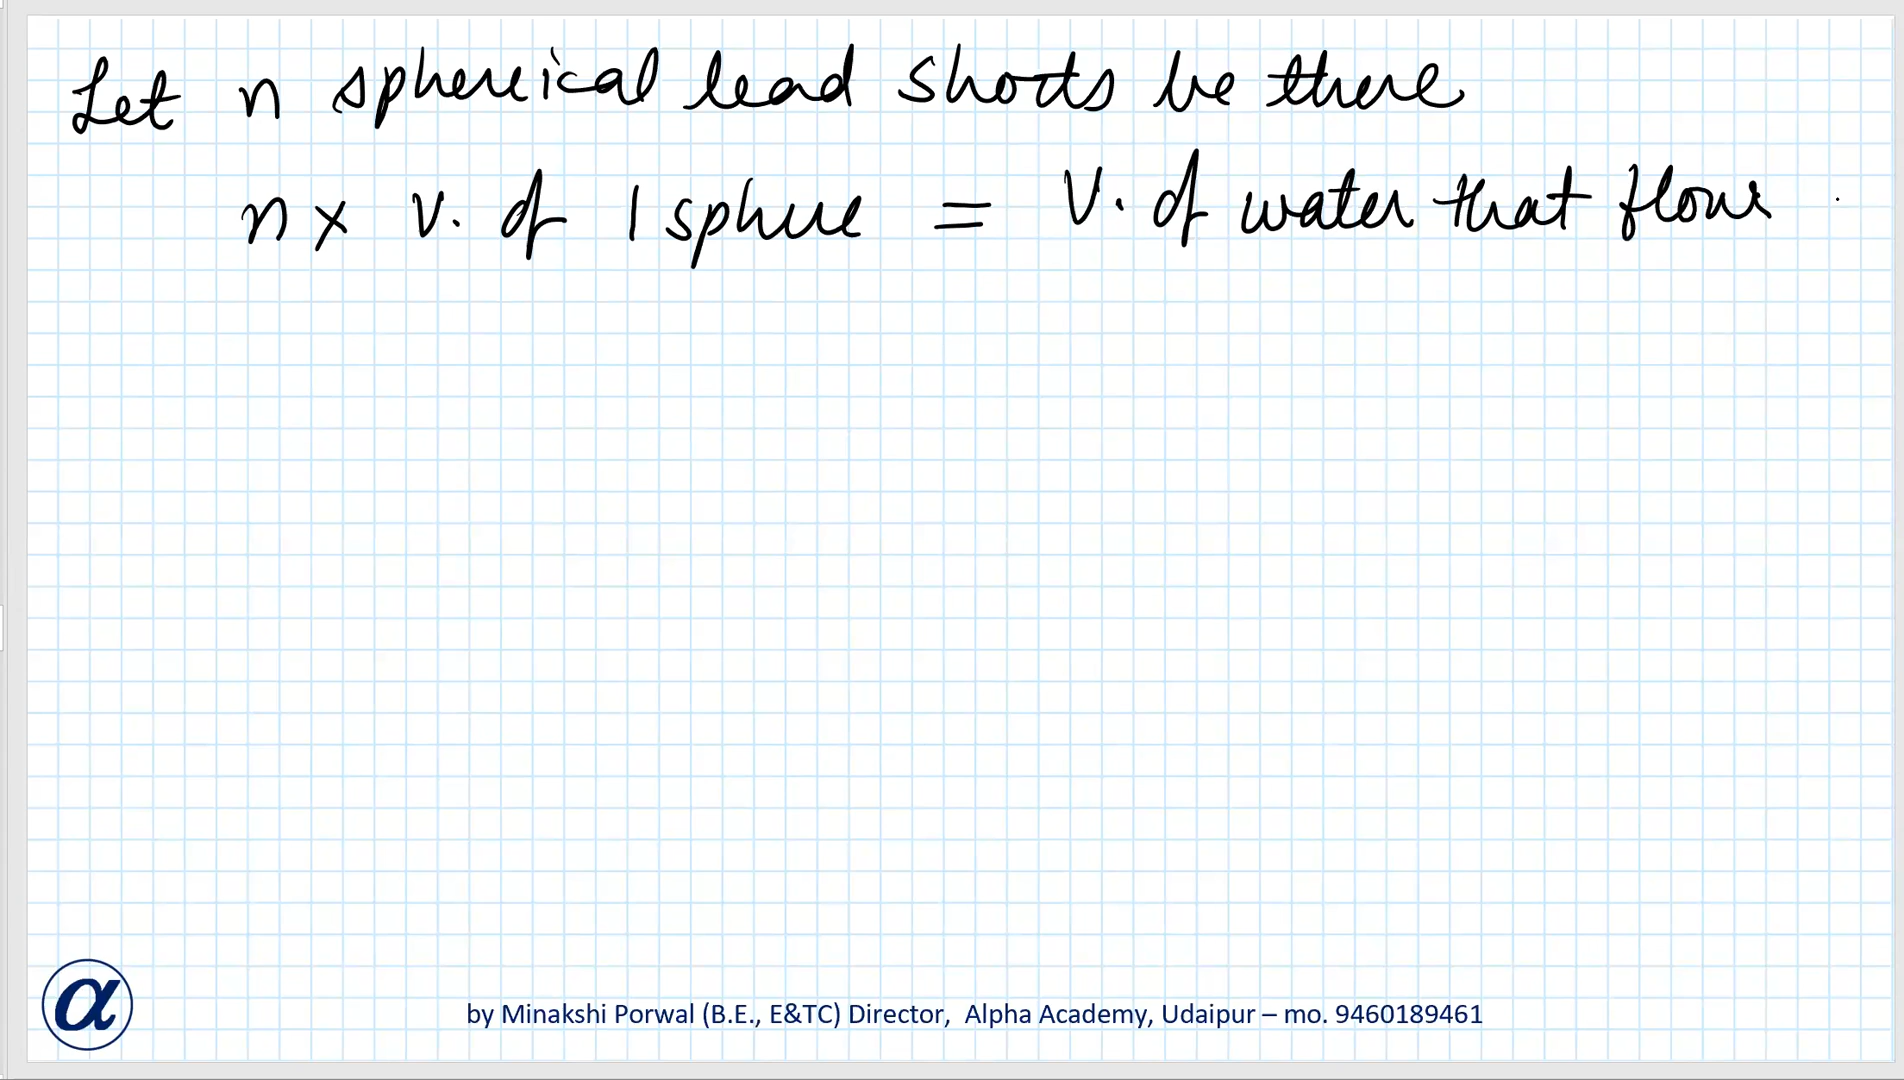 Let n sphereical lead shots be there
n x V. of 1 sphere = V. of water that flows
α
by Minakshi Porwal (B.E., E&TC) Director, Alpha Academy, Udaipur – mo. 9460189461